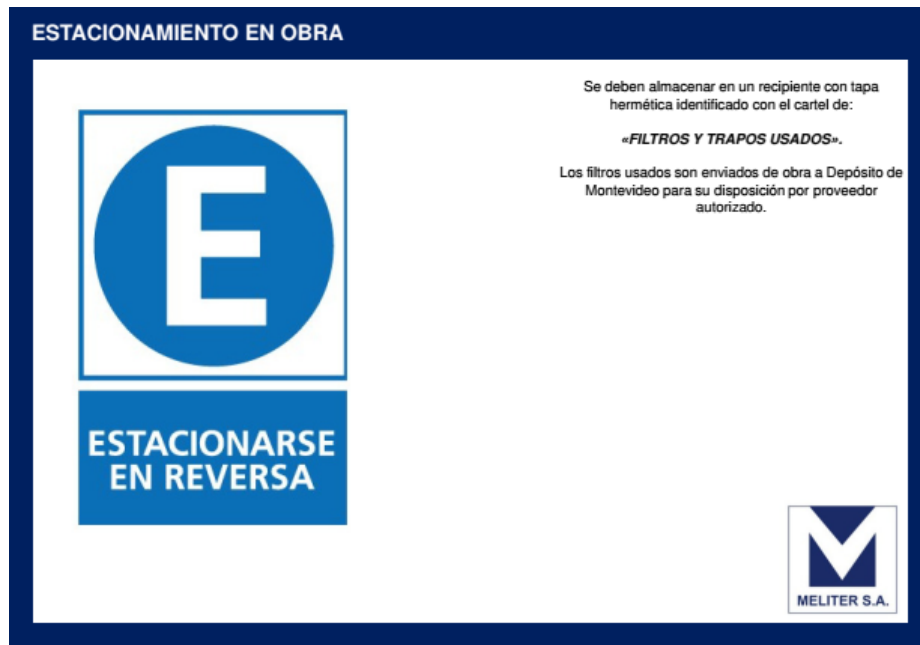 ESTACIONAMIENTO EN OBRA
E
ESTACIONARSE
EN REVERSA
Se deben almacenar en un recipiente con tapa
hermética identificado con el cartel de:
«FILTROS Y TRAPOS USADOS».
Los filtros usados son enviados de obra a Depósito de
Montevideo para su disposición por proveedor
autorizado.
MELITER S.A.